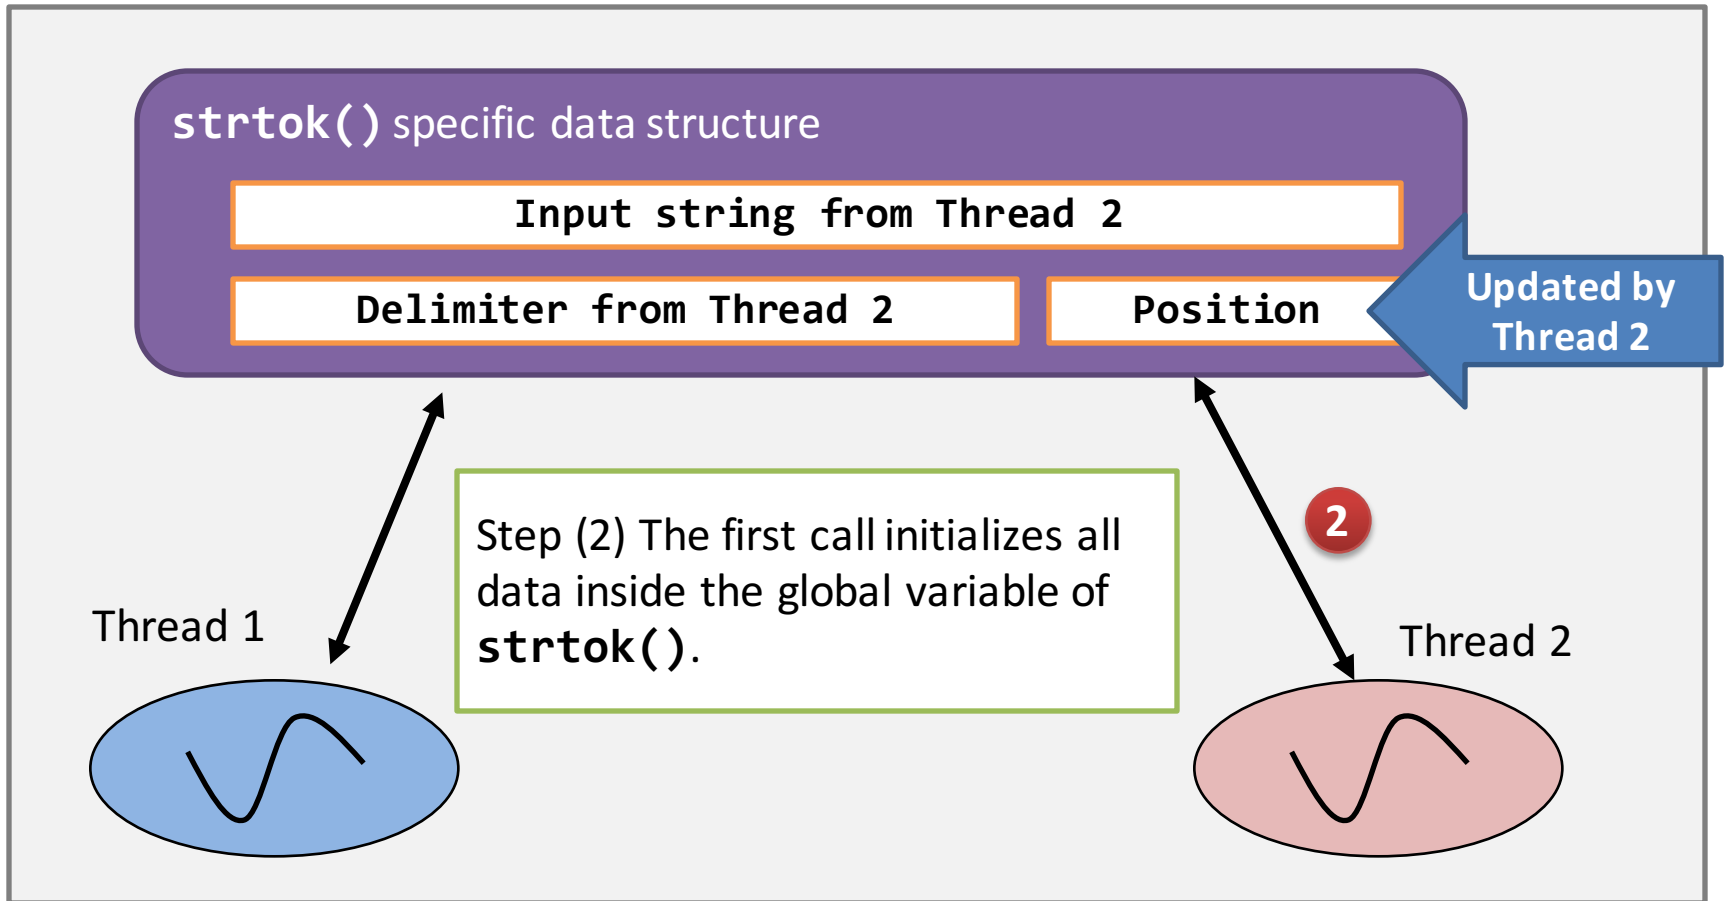 strtok() specific data structure
Input string from Thread 2
Delimiter from Thread 2
Position
Updated by
Thread 2
Step (2) The first call initializes all
data inside the global variable of
strtok().
2
Thread 1
Thread 2